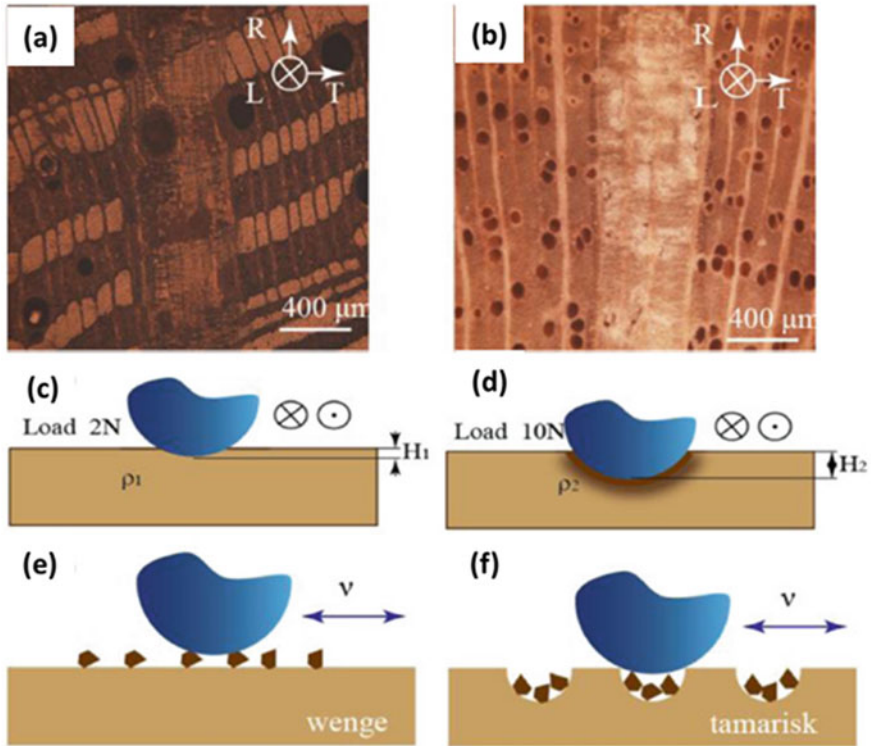 (a)
R
L
T
400 μm
(b)
R
L
T
400 μm
(c)
Load 2N
H1
ρ1
(d)
Load 10N
H2
ρ2
(e)
v
wenge
(f)
v
tamarisk